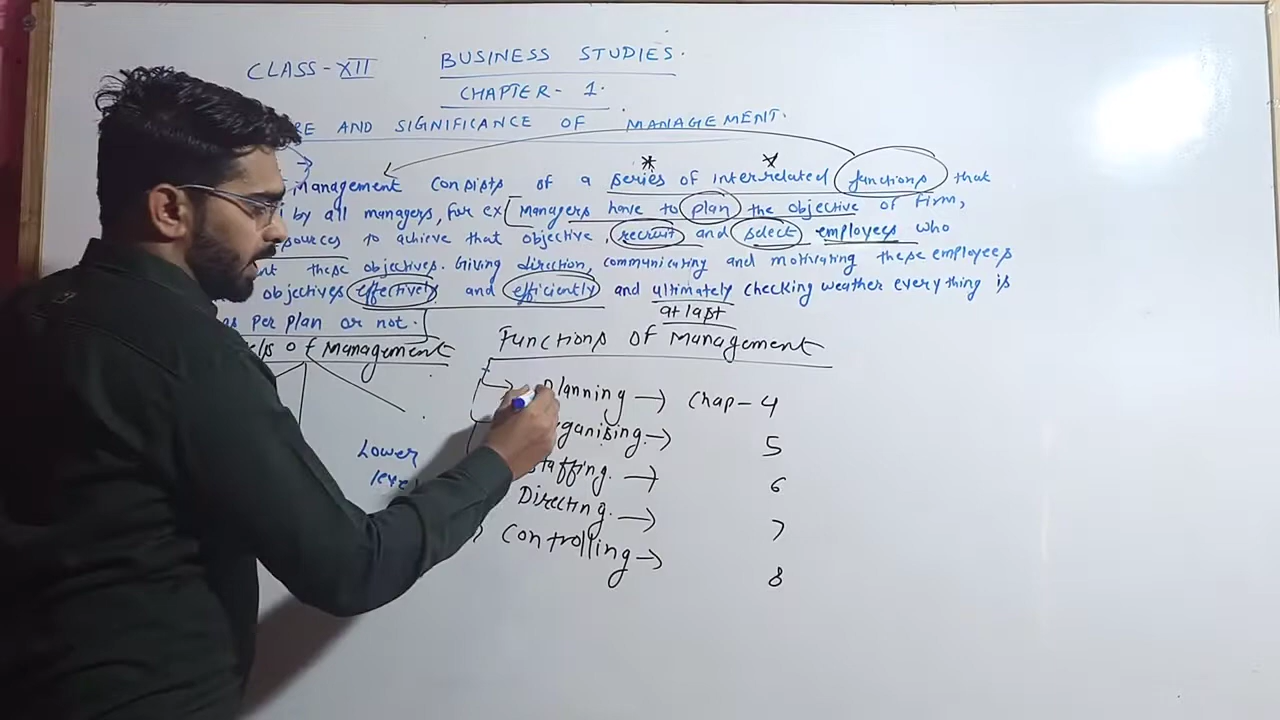 CLASS-XII BUSINESS STUDIES.
CHAPTER- 1.
RE AND SIGNIFICANCE OF MANAGEMENT.
Management consists of a series of interrelated functions that
by all managers, for ex managers have to plan the objective of firm,
sources to achieve that objective, recruit and select employees who
these objectives. Giving direction, communicating and motivating these employees
objectives effectively and efficiently and ultimately checking weather everything is
at last
as per plan or not.
els of Management
Functions of Management
Planning → Chap-4
ganising. → 5
Staffing. → 6
Directing. → 7
Controlling → 8
Lower
leve